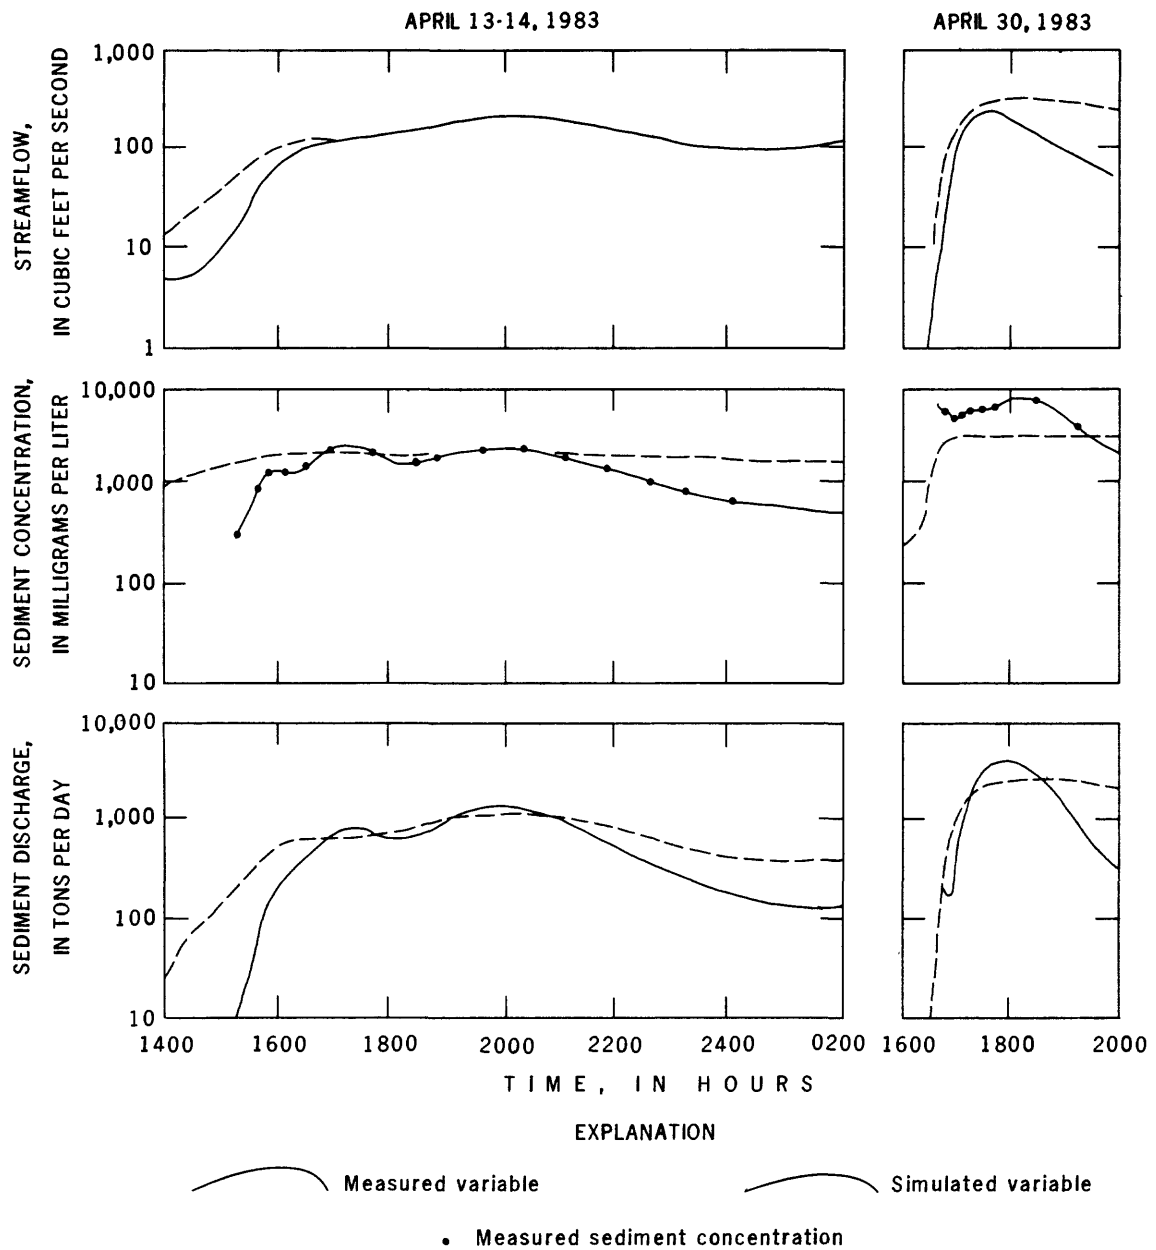 APRIL 13-14, 1983
APRIL 30, 1983
STREAMFLOW,
IN CUBIC FEET PER SECOND
1,000
100
10
1
SEDIMENT CONCENTRATION,
IN MILLIGRAMS PER LITER
10,000
1,000
100
10
SEDIMENT DISCHARGE,
IN TONS PER DAY
10,000
1,000
100
10
1400 1600 1800 2000 2200 2400 0200
1600 1800 2000
TIME, IN HOURS
EXPLANATION
Measured variable
Simulated variable
Measured sediment concentration